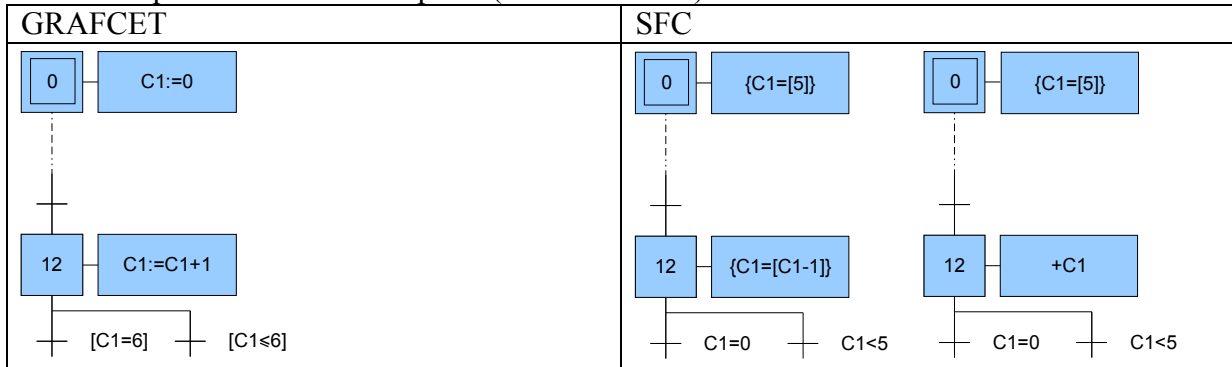 GRAFCET
SFC
0
C1:=0
0
{C1=[5]}
0
{C1=[5]}
12
C1:=C1+1
12
{C1=[C1-1]}
12
+C1
[C1=6]
[C1≤6]
C1=0
C1<5
C1=0
C1<5